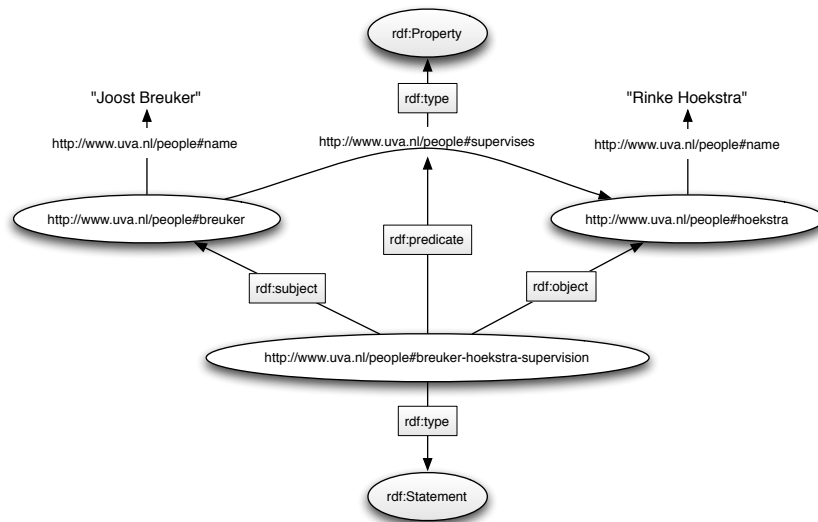 rdf:Property
rdf:type
"Joost Breuker"
"Rinke Hoekstra"
http://www.uva.nl/people#name
http://www.uva.nl/people#supervises
http://www.uva.nl/people#name
http://www.uva.nl/people#breuker
http://www.uva.nl/people#hoekstra
rdf:predicate
rdf:subject
rdf:object
http://www.uva.nl/people#breuker-hoekstra-supervision
rdf:type
rdf:Statement